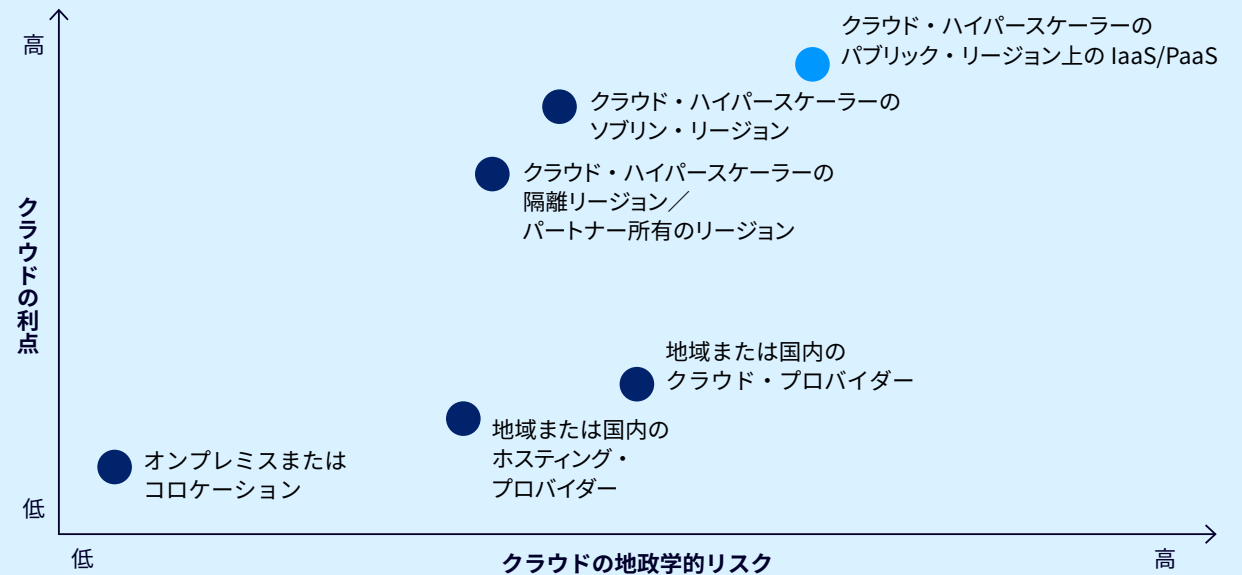 高
クラウド・ハイパースケーラーの
パブリック・リージョン上の IaaS/PaaS
クラウド・ハイパースケーラーの
ソブリン・リージョン
クラウド・ハイパースケーラーの
隔離リージョン／
パートナー所有のリージョン
クラウドの利点
地域または国内の
クラウド・プロバイダー
地域または国内の
ホスティング・
プロバイダー
オンプレミスまたは
コロケーション
低
低
クラウドの地政学的リスク
高